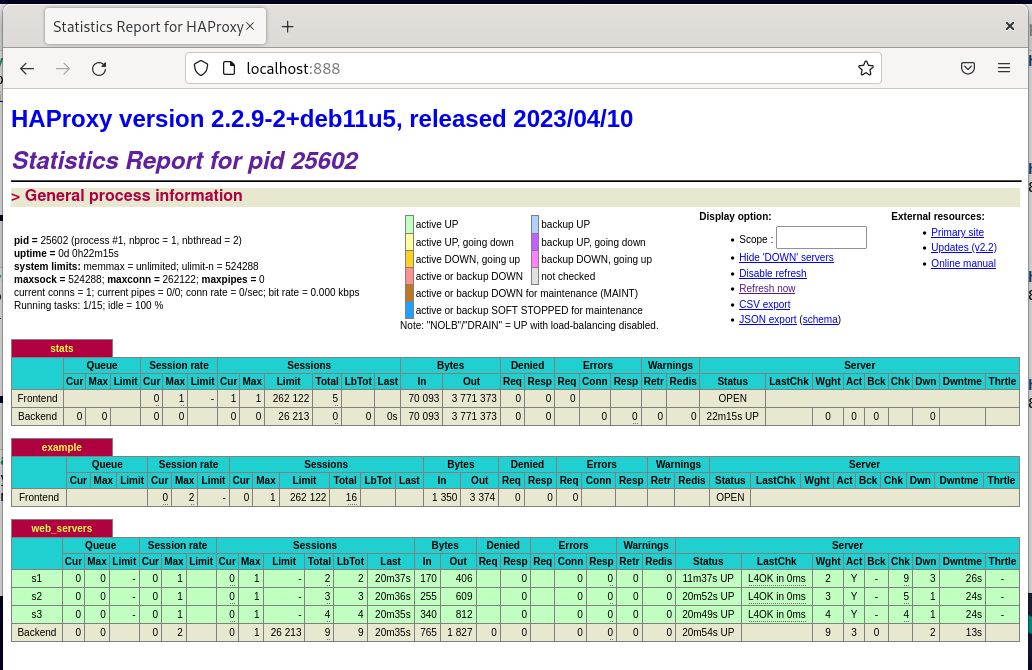 Statistics Report for HAProxy×
+
×
localhost:888
HAProxy version 2.2.9-2+deb11u5, released 2023/04/10
Statistics Report for pid 25602
> General process information
pid = 25602 (process #1, nbproc = 1, nbthread = 2)
uptime = 0d 0h22m15s
system limits: memmax = unlimited; ulimit-n = 524288
maxsock = 524288; maxconn = 262122; maxpipes = 0
current conns = 1; current pipes = 0/0; conn rate = 0/sec; bit rate = 0.000 kbps
Running tasks: 1/15; idle = 100 %
active UP backup UP
active UP, going down backup UP, going down
active DOWN, going up backup DOWN, going up
active or backup DOWN not checked
active or backup DOWN for maintenance (MAINT)
active or backup SOFT STOPPED for maintenance
Note: "NOLB"/"DRAIN" = UP with load-balancing disabled.
Display option:
• Scope :
• Hide 'DOWN' servers
• Disable refresh
• Refresh now
• CSV export
• JSON export (schema)
External resources:
• Primary site
• Updates (v2.2)
• Online manual
stats
Queue Session rate Sessions Bytes Denied Errors Warnings Server
Cur Max Limit Cur Max Limit Cur Max Limit Total LbTot Last In Out Req Resp Req Conn Resp Retr Redis Status LastChk Wght Act Bck Chk Dwn Dwntme Thrtle
Frontend 0 1 - 1 1 262 122 5 70 093 3 771 373 0 0 0 OPEN
Backend 0 0 0 0 0 0 26 213 0 0 0s 70 093 3 771 373 0 0 0 0 0 0 22m15s UP 0 0 0 0
example
Queue Session rate Sessions Bytes Denied Errors Warnings Server
Cur Max Limit Cur Max Limit Cur Max Limit Total LbTot Last In Out Req Resp Req Conn Resp Retr Redis Status LastChk Wght Act Bck Chk Dwn Dwntme Thrtle
Frontend 0 2 - 0 1 262 122 16 1 350 3 374 0 0 0 OPEN
web_servers
Queue Session rate Sessions Bytes Denied Errors Warnings Server
Cur Max Limit Cur Max Limit Cur Max Limit Total LbTot Last In Out Req Resp Req Conn Resp Retr Redis Status LastChk Wght Act Bck Chk Dwn Dwntme Thrtle
s1 0 0 - 0 1 0 1 - 2 2 20m37s 170 406 0 0 0 0 0 11m37s UP L4OK in 0ms 2 Y - 9 3 26s -
s2 0 0 - 0 1 0 1 - 3 3 20m36s 255 609 0 0 0 0 0 20m52s UP L4OK in 0ms 3 Y - 5 1 24s -
s3 0 0 - 0 1 0 1 - 4 4 20m35s 340 812 0 0 0 0 0 20m49s UP L4OK in 0ms 4 Y - 4 1 24s -
Backend 0 0 0 2 0 1 26 213 9 9 20m35s 765 1 827 0 0 0 0 0 0 20m54s UP 9 3 0 2 13s